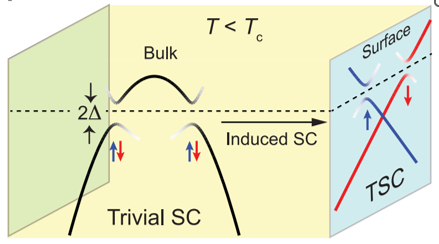 T < Tc
Bulk
Surface
2Δ
Induced SC
Trivial SC
TSC